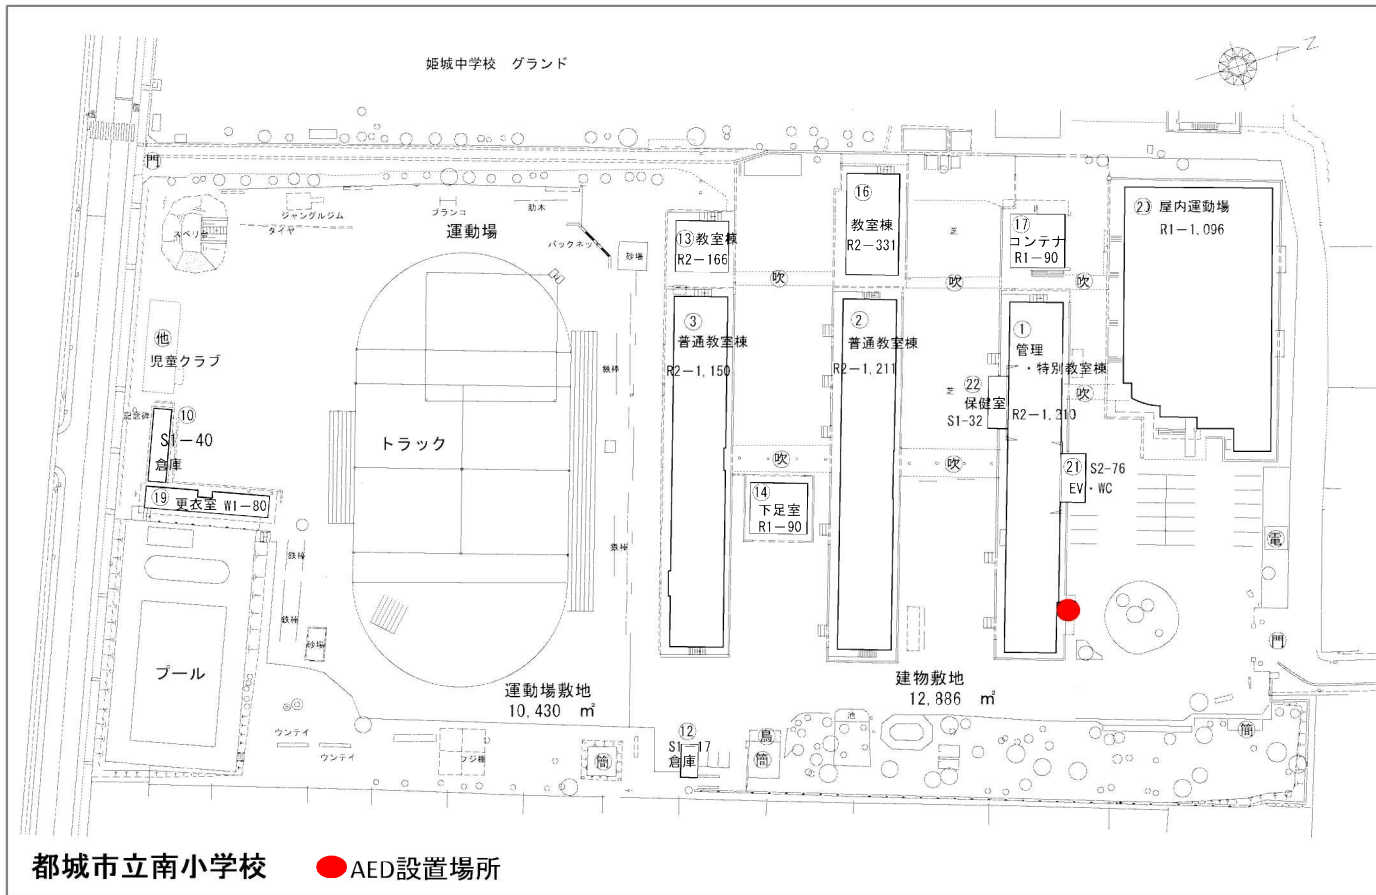 姫城中学校 グランド
N
門
スベリ台
ジャングルジム
タイヤ
ブランコ
助木
運動場
バックネット
砂場
⑬教室棟
R2-166
⑯
教室棟
R2-331
芝
⑰
コンテナ
R1-90
⑳ 屋内運動場
R1-1,096
吹
吹
吹
他
児童クラブ
記念碑
⑩
S1-40
倉庫
⑲ 更衣室 W1-80
トラック
鉄棒
鉄棒
③
普通教室棟
R2-1,150
②
普通教室棟
R2-1,211
①
管理
・特別教室棟
R2-1,310
芝
㉒
保健室
S1-32
吹
吹
吹
㉑ S2-76
EV・WC
⑭
下足室
R1-90
電
門
鉄棒
鉄棒
砂場
プール
運動場敷地
10,430 ㎡
建物敷地
12,886 ㎡
ウンテイ
ウンテイ
フジ棚
簡
⑫
S1-17
倉庫
鳥
簡
池
簡
都城市立南小学校
AED設置場所